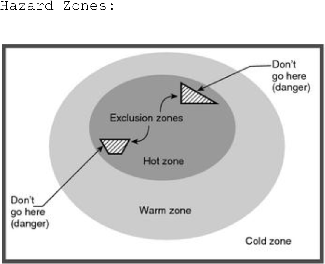 Hazard Zones:
Don't
go here
(danger)
Exclusion zones
Hot zone
Don't
go here
(danger)
Warm zone
Cold zone